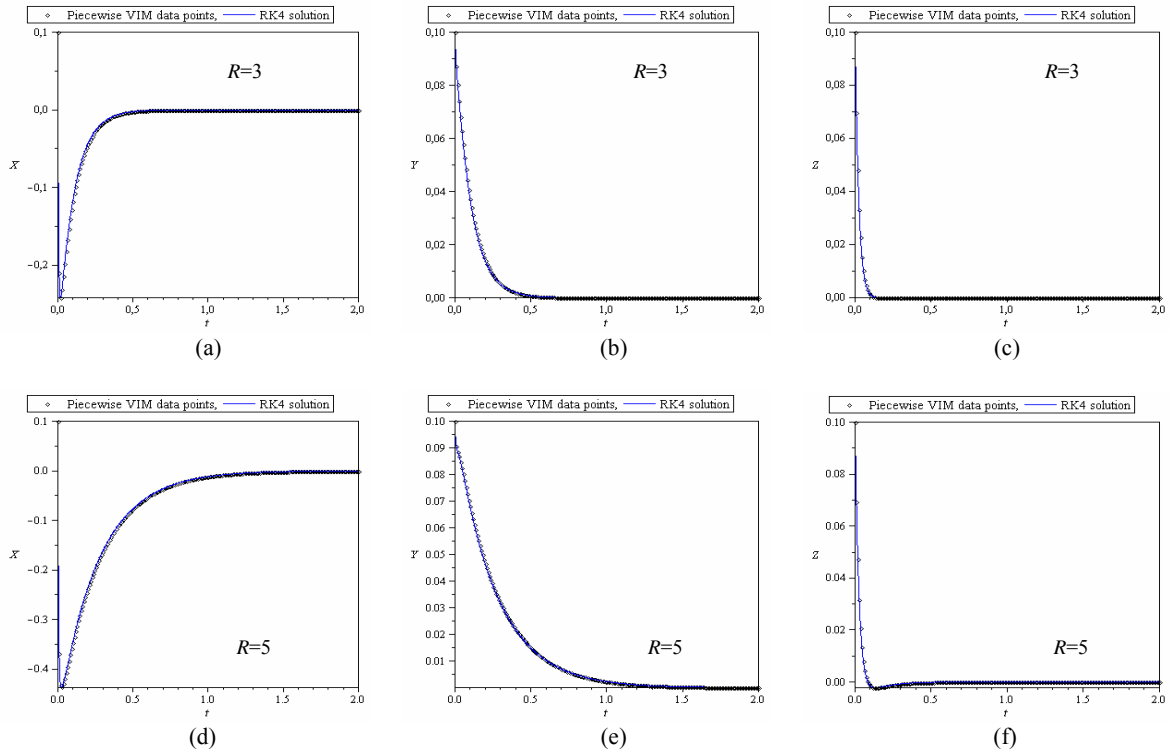 Piecewise VIM data points, RK4 solution
R=3
X
0,1
0,0
−0,1
−0,2
0,0 0,5 1,0 1,5 2,0
t
(a)
Piecewise VIM data points, RK4 solution
R=3
Y
0,10
0,08
0,06
0,04
0,02
0,00
0,0 0,5 1,0 1,5 2,0
t
(b)
Piecewise VIM data points, RK4 solution
R=3
Z
0,10
0,08
0,06
0,04
0,02
0,00
0,0 0,5 1,0 1,5 2,0
t
(c)
Piecewise VIM data points, RK4 solution
R=5
X
0.1
0.0
−0.1
−0.2
−0.3
−0.4
0.0 0.5 1.0 1.5 2.0
t
(d)
Piecewise VIM data points, RK4 solution
R=5
Y
0.10
0.09
0.08
0.07
0.06
0.05
0.04
0.03
0.02
0.01
0.0 0.5 1.0 1.5 2.0
t
(e)
Piecewise VIM data points, RK4 solution
R=5
Z
0.10
0.08
0.06
0.04
0.02
0.00
0.0 0.5 1.0 1.5 2.0
t
(f)